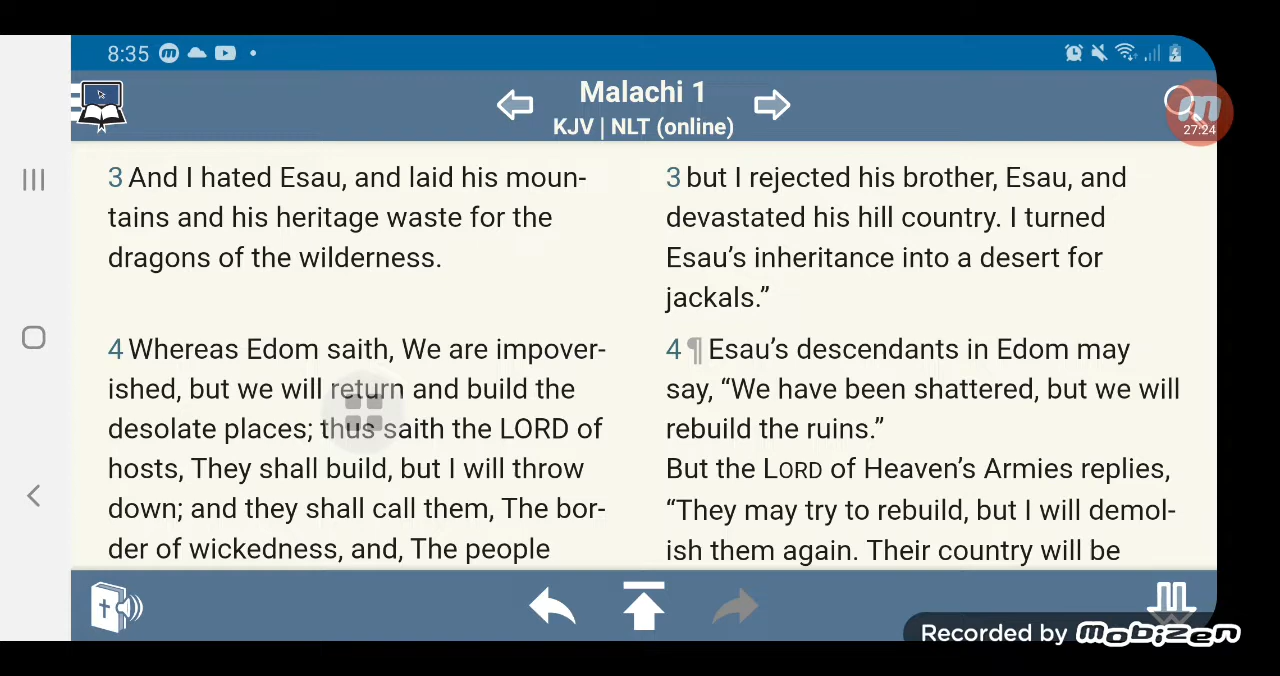 8:35
Malachi 1
KJV | NLT (online)
27:24
3 And I hated Esau, and laid his moun-
tains and his heritage waste for the
dragons of the wilderness.
4 Whereas Edom saith, We are impover-
ished, but we will return and build the
desolate places; thus saith the LORD of
hosts, They shall build, but I will throw
down; and they shall call them, The bor-
der of wickedness, and, The people
3 but I rejected his brother, Esau, and
devastated his hill country. I turned
Esau’s inheritance into a desert for
jackals.”
4 ¶ Esau’s descendants in Edom may
say, “We have been shattered, but we will
rebuild the ruins.”
But the LORD of Heaven’s Armies replies,
“They may try to rebuild, but I will demol-
ish them again. Their country will be
Recorded by mobizen